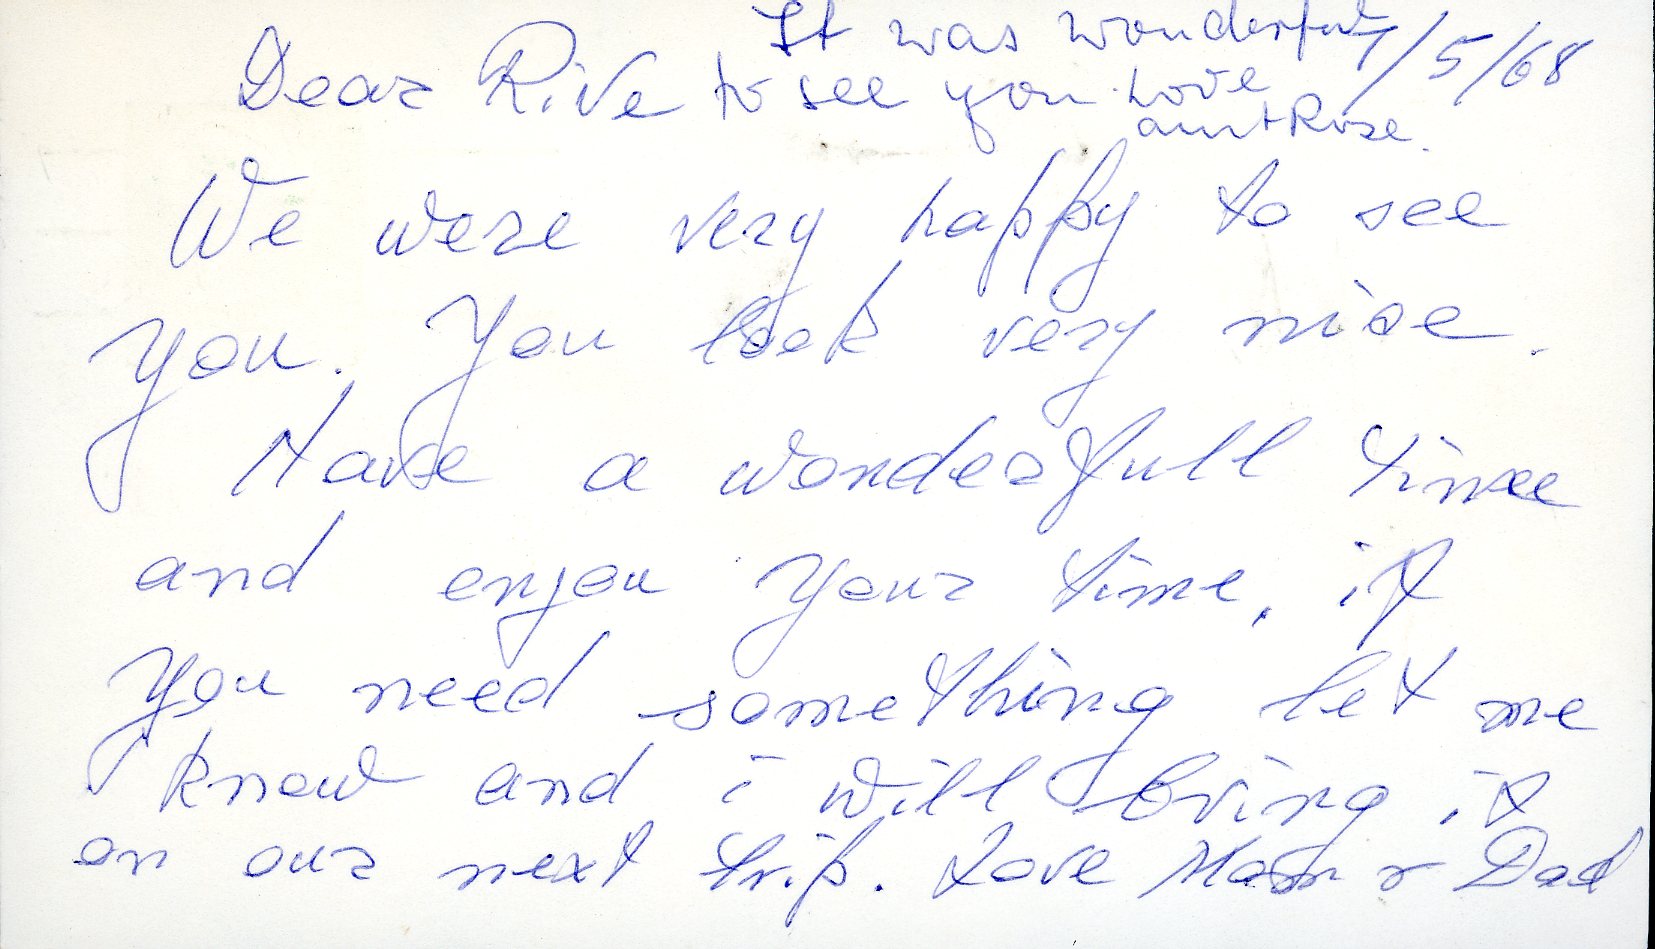 It was wonderful
7/5/68
Dear Rive
to see you. Love
aunt Rose.
We were very happy to see
you. You look very nice.
Have a wonderfull time
and enjou your time, if
you need something let me
know and i will bring it
on our next trip. Love Mom & Dad